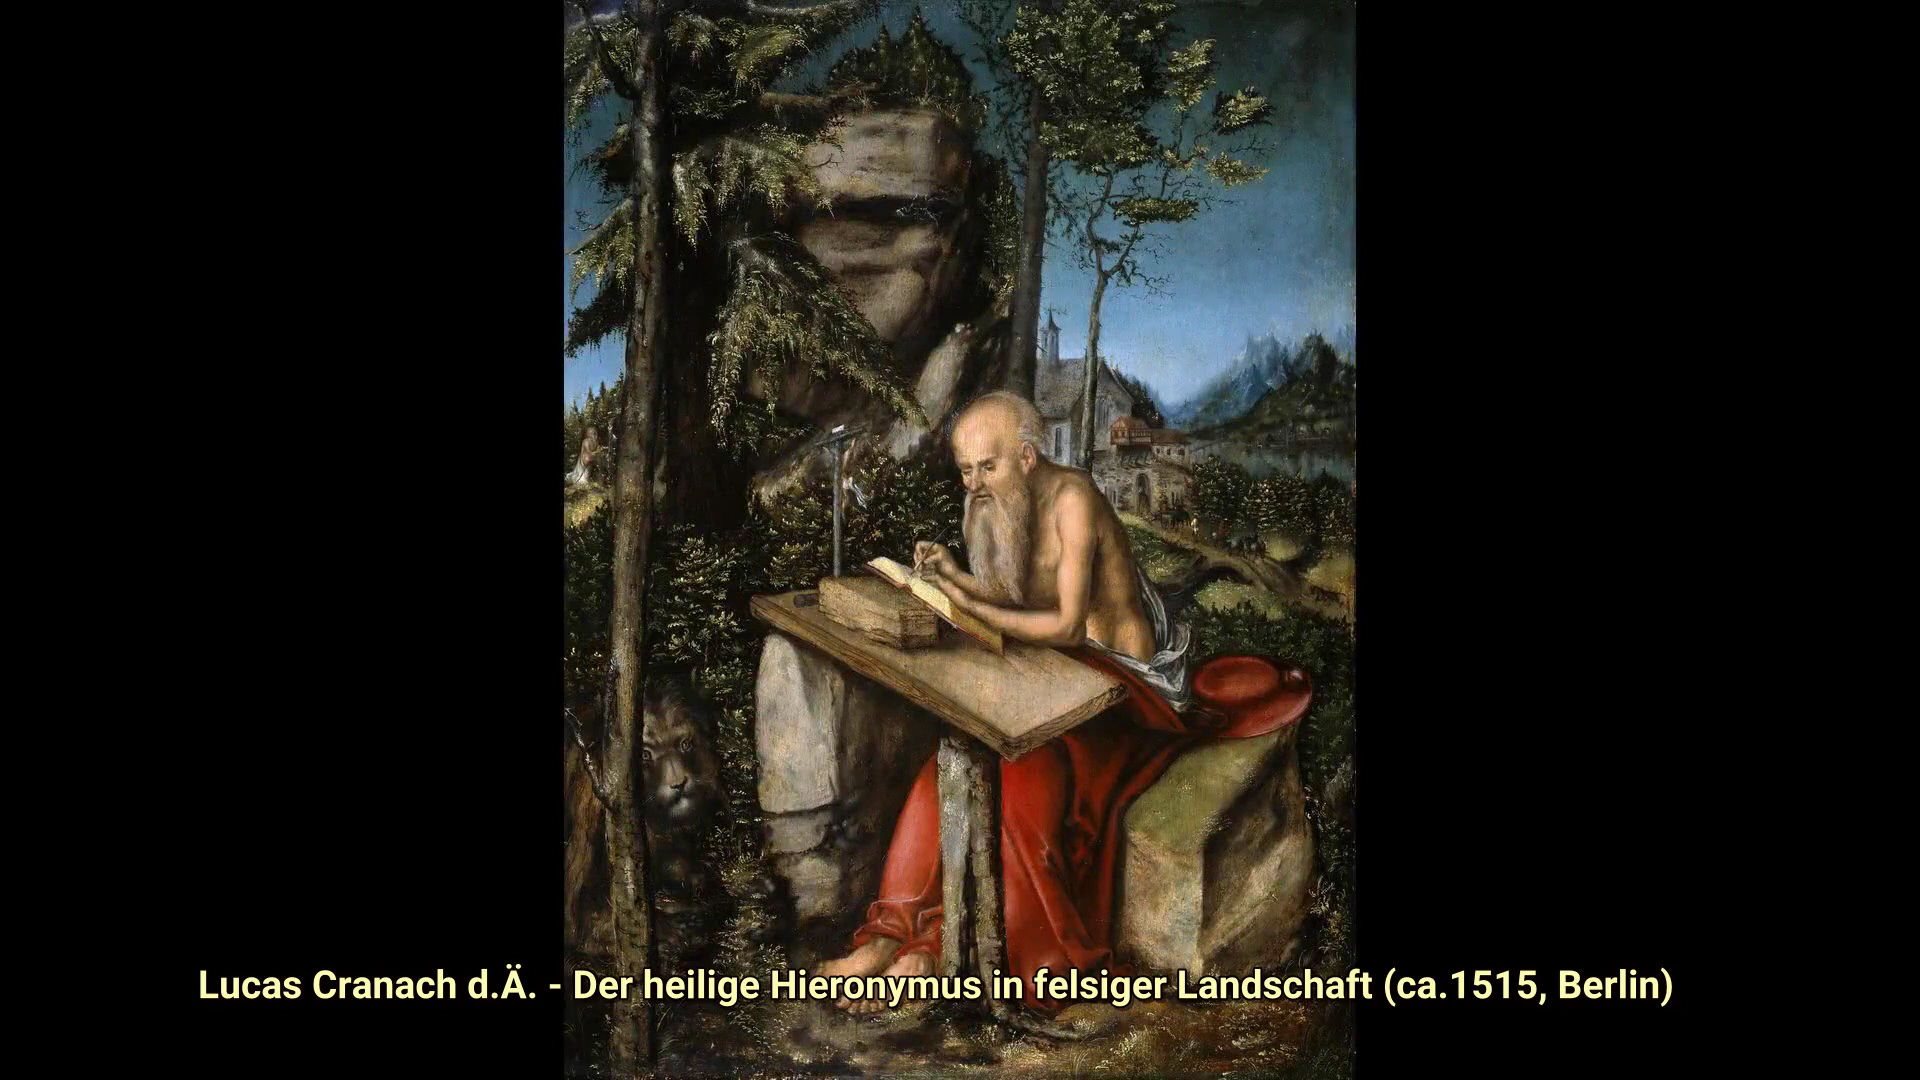 Lucas Cranach d.Ä. - Der heilige Hieronymus in felsiger Landschaft (ca.1515, Berlin)